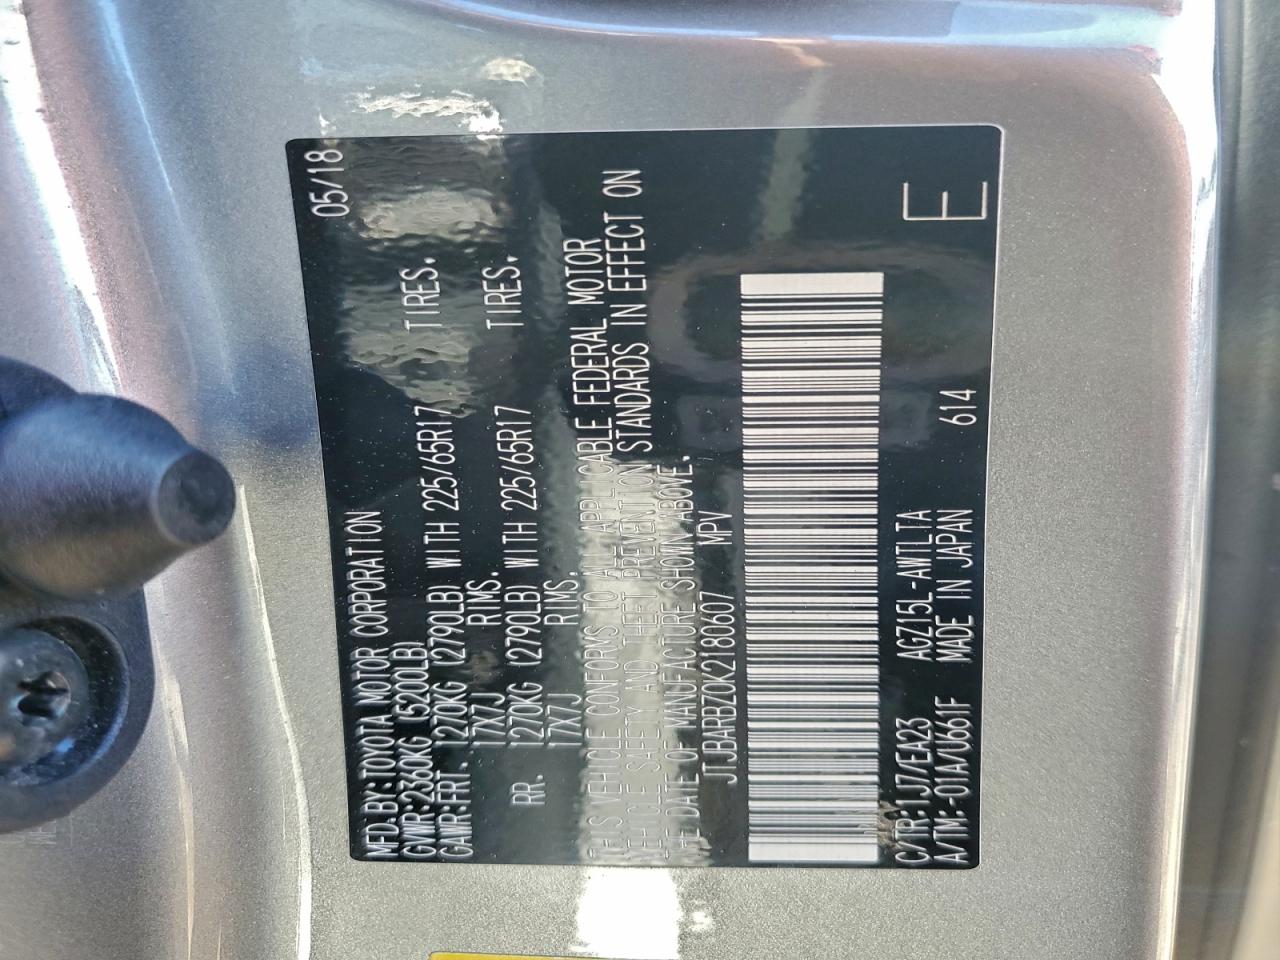 MFD.BY:TOYOTA MOTOR CORPORATION 05/18
GVWR:2360KG (5200LB)
GAWR:FRT. 1270KG (2790LB) WITH 225/65R17 TIRES.
17X7J RIMS.
RR. 1270KG (2790LB) WITH 225/65R17 TIRES.
17X7J RIMS.
THIS VEHICLE CONFORMS TO ALL APPLICABLE FEDERAL MOTOR
VEHICLE SAFETY AND THEFT PREVENTION STANDARDS IN EFFECT ON
THE DATE OF MANUFACTURE SHOWN ABOVE.
JTJBARBZ0K2180607 MPV
C/TR:1J7/EA23 AGZ15L-AWTLTA
A/TM:-01A/U661F MADE IN JAPAN 614
E